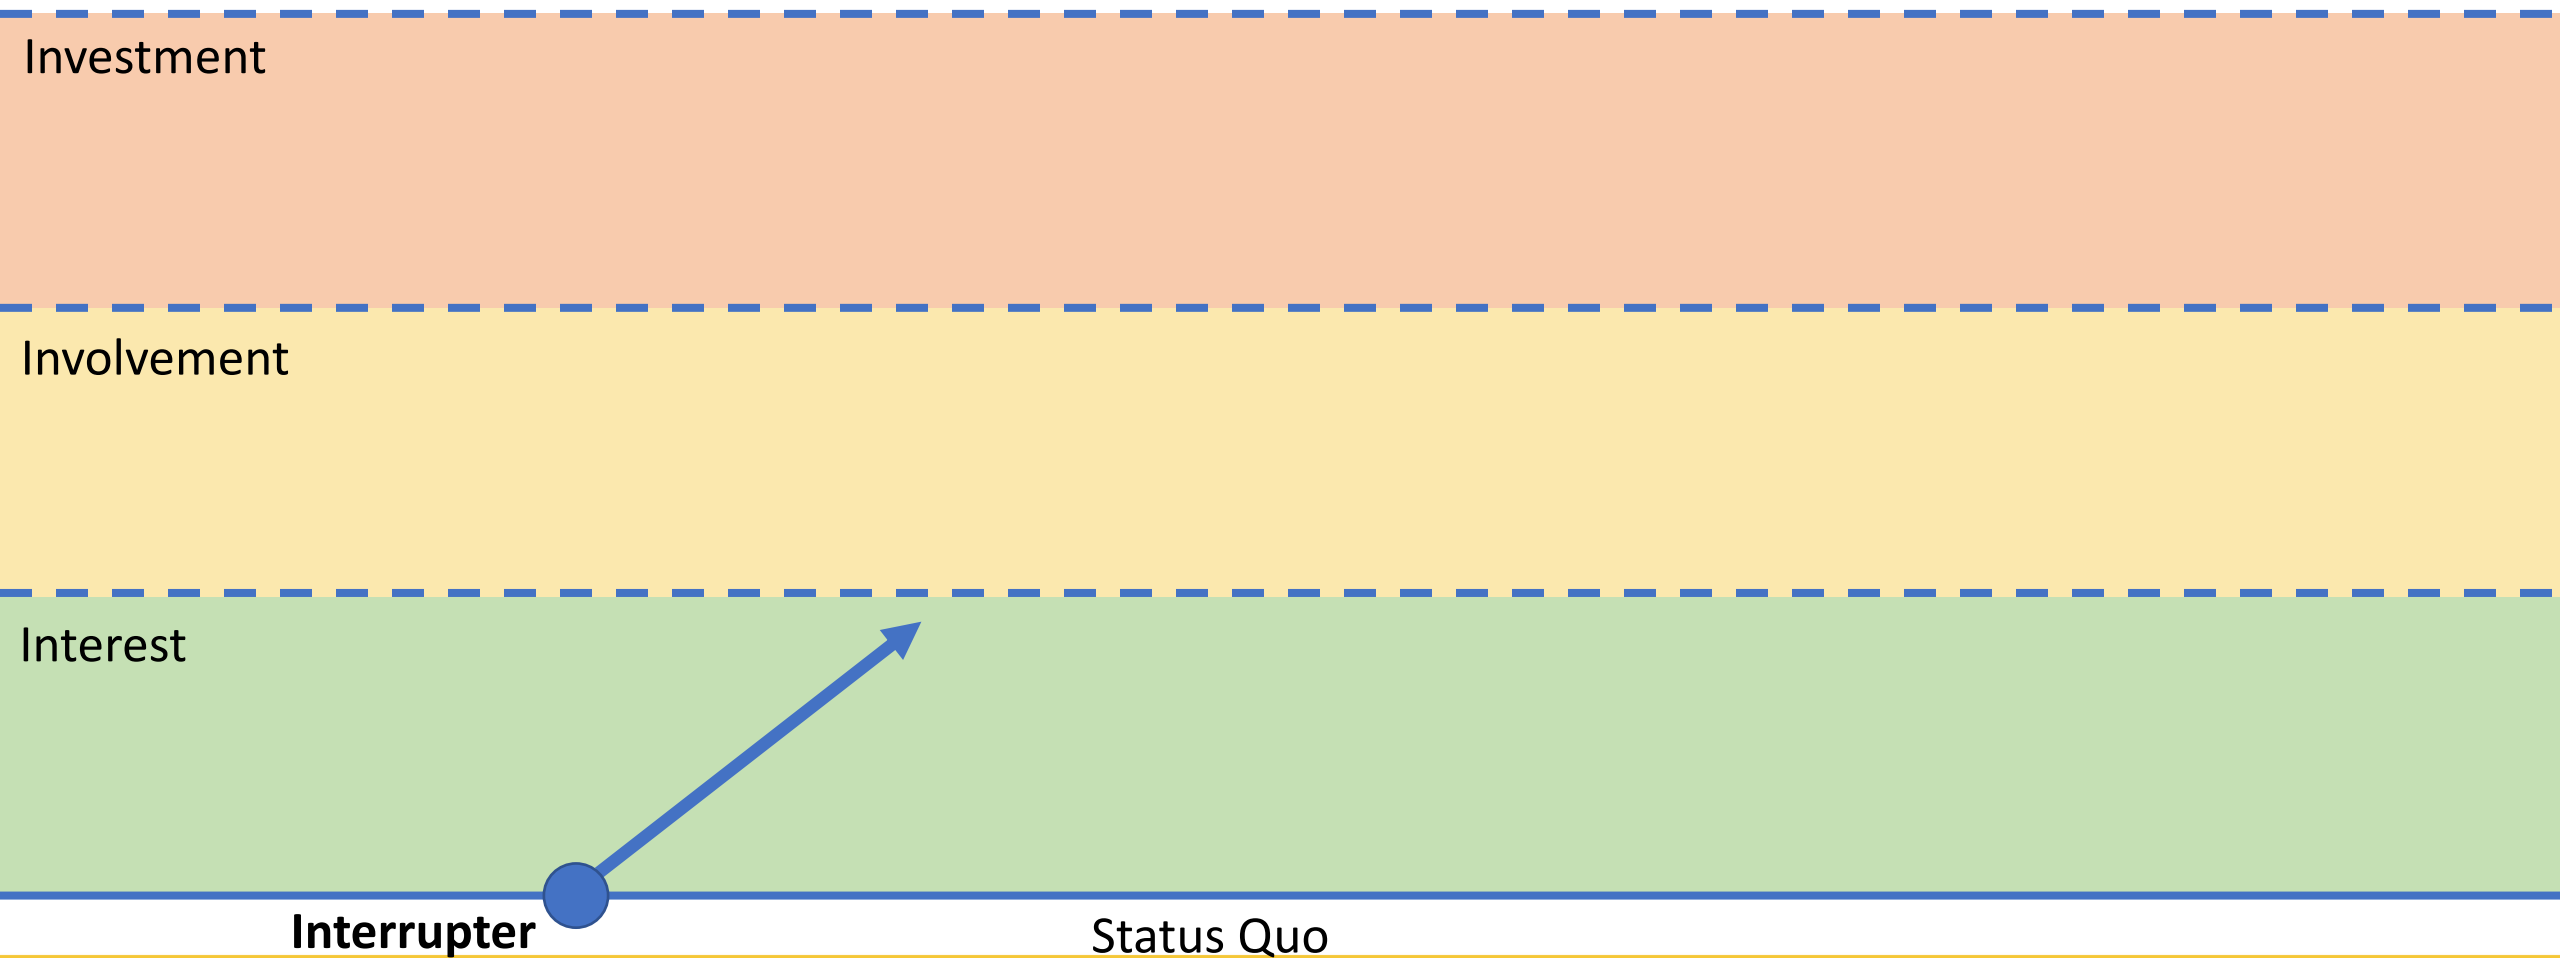 Investment
Involvement
Interest
Interrupter
Status Quo